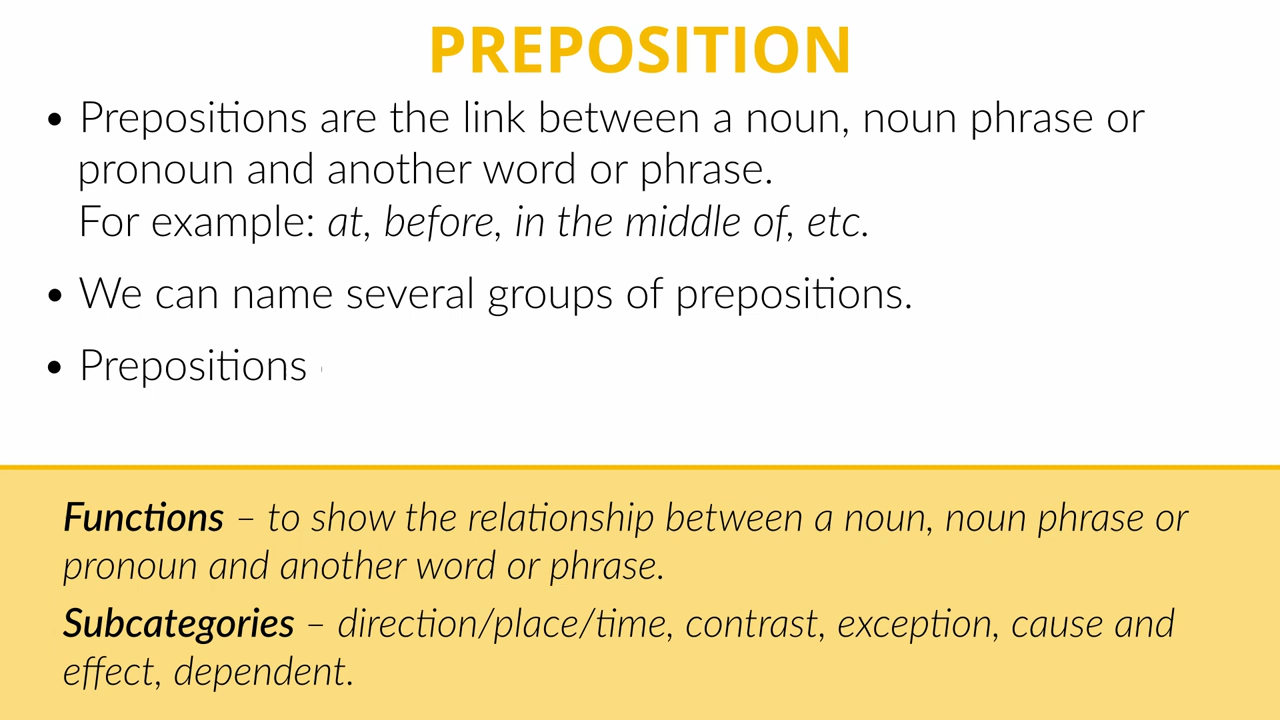 PREPOSITION
• Prepositions are the link between a noun, noun phrase or
pronoun and another word or phrase.
For example: at, before, in the middle of, etc.
• We can name several groups of prepositions.
• Prepositions
Functions – to show the relationship between a noun, noun phrase or
pronoun and another word or phrase.
Subcategories – direction/place/time, contrast, exception, cause and
effect, dependent.